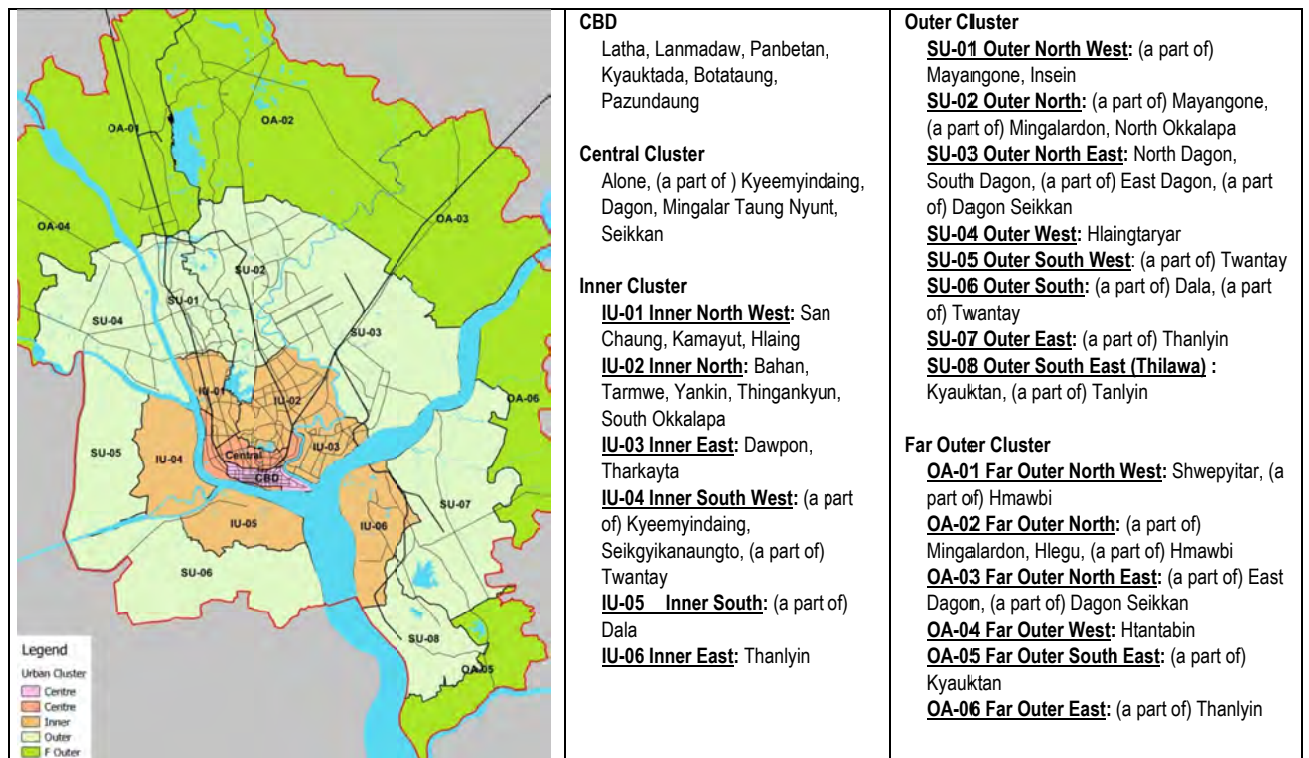 OA-01
OA-02
OA-03
OA-04
SU-02
SU-01
SU-04
SU-03
OA-06
IU-01
IU-02
IU-03
SU-05
IU-04
Central
CBD
SU-07
IU-05
IU-06
SU-06
SU-08
OA-05
Legend
Urban Cluster
Centre
Centre
Inner
Outer
F Outer
CBD
Latha, Lanmadaw, Panbetan,
Kyauktada, Botataung,
Pazundaung
Central Cluster
Alone, (a part of ) Kyeemyindaing,
Dagon, Mingalar Taung Nyunt,
Seikkan
Inner Cluster
IU-01 Inner North West: San
Chaung, Kamayut, Hlaing
IU-02 Inner North: Bahan,
Tarmwe, Yankin, Thingankyun,
South Okkalapa
IU-03 Inner East: Dawpon,
Tharkayta
IU-04 Inner South West: (a part
of) Kyeemyindaing,
Seikgyikanaungto, (a part of)
Twantay
IU-05 Inner South: (a part of)
Dala
IU-06 Inner East: Thanlyin
Outer Cluster
SU-01 Outer North West: (a part of)
Mayangone, Insein
SU-02 Outer North: (a part of) Mayangone,
(a part of) Mingalardon, North Okkalapa
SU-03 Outer North East: North Dagon,
South Dagon, (a part of) East Dagon, (a part
of) Dagon Seikkan
SU-04 Outer West: Hlaingtaryar
SU-05 Outer South West: (a part of) Twantay
SU-06 Outer South: (a part of) Dala, (a part
of) Twantay
SU-07 Outer East: (a part of) Thanlyin
SU-08 Outer South East (Thilawa) :
Kyauktan, (a part of) Tanlyin
Far Outer Cluster
OA-01 Far Outer North West: Shwepyitar, (a
part of) Hmawbi
OA-02 Far Outer North: (a part of)
Mingalardon, Hlegu, (a part of) Hmawbi
OA-03 Far Outer North East: (a part of) East
Dagon, (a part of) Dagon Seikkan
OA-04 Far Outer West: Htantabin
OA-05 Far Outer South East: (a part of)
Kyauktan
OA-06 Far Outer East: (a part of) Thanlyin